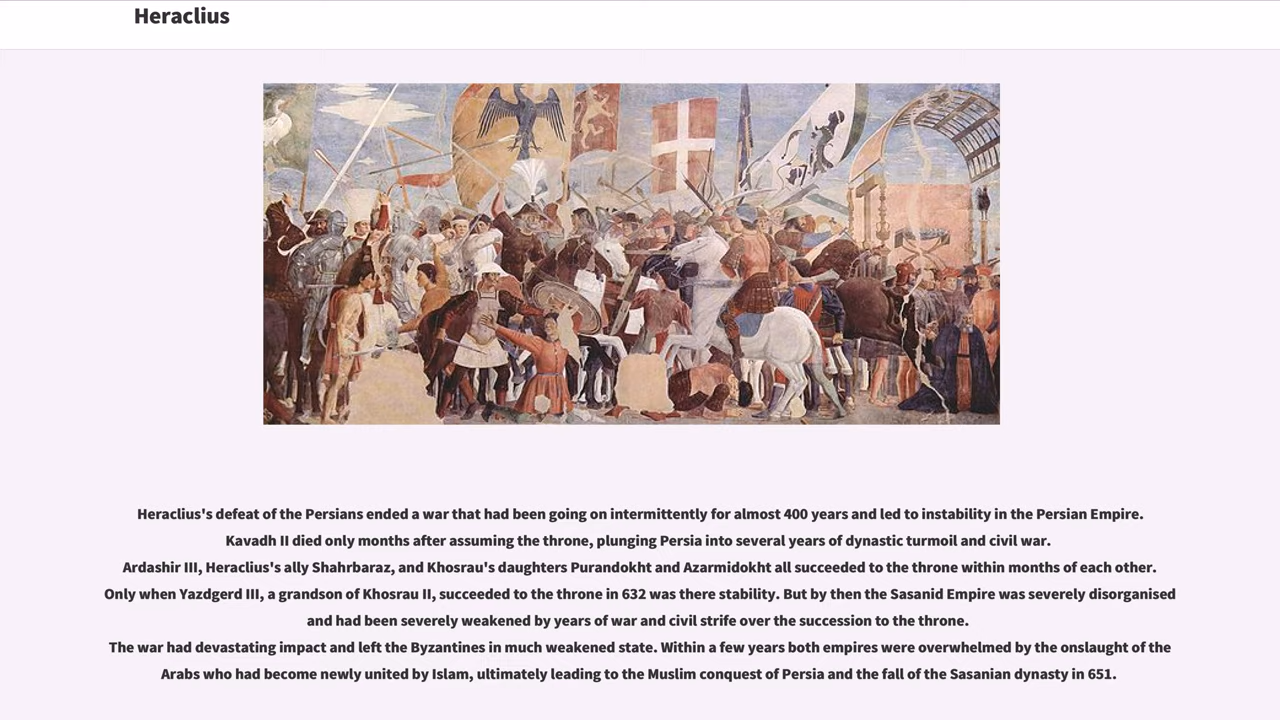 Heraclius
Heraclius's defeat of the Persians ended a war that had been going on intermittently for almost 400 years and led to instability in the Persian Empire.
Kavadh II died only months after assuming the throne, plunging Persia into several years of dynastic turmoil and civil war.
Ardashir III, Heraclius's ally Shahrbaraz, and Khosrau's daughters Purandokht and Azarmidokht all succeeded to the throne within months of each other.
Only when Yazdgerd III, a grandson of Khosrau II, succeeded to the throne in 632 was there stability. But by then the Sasanid Empire was severely disorganised
and had been severely weakened by years of war and civil strife over the succession to the throne.
The war had devastating impact and left the Byzantines in much weakened state. Within a few years both empires were overwhelmed by the onslaught of the
Arabs who had become newly united by Islam, ultimately leading to the Muslim conquest of Persia and the fall of the Sasanian dynasty in 651.